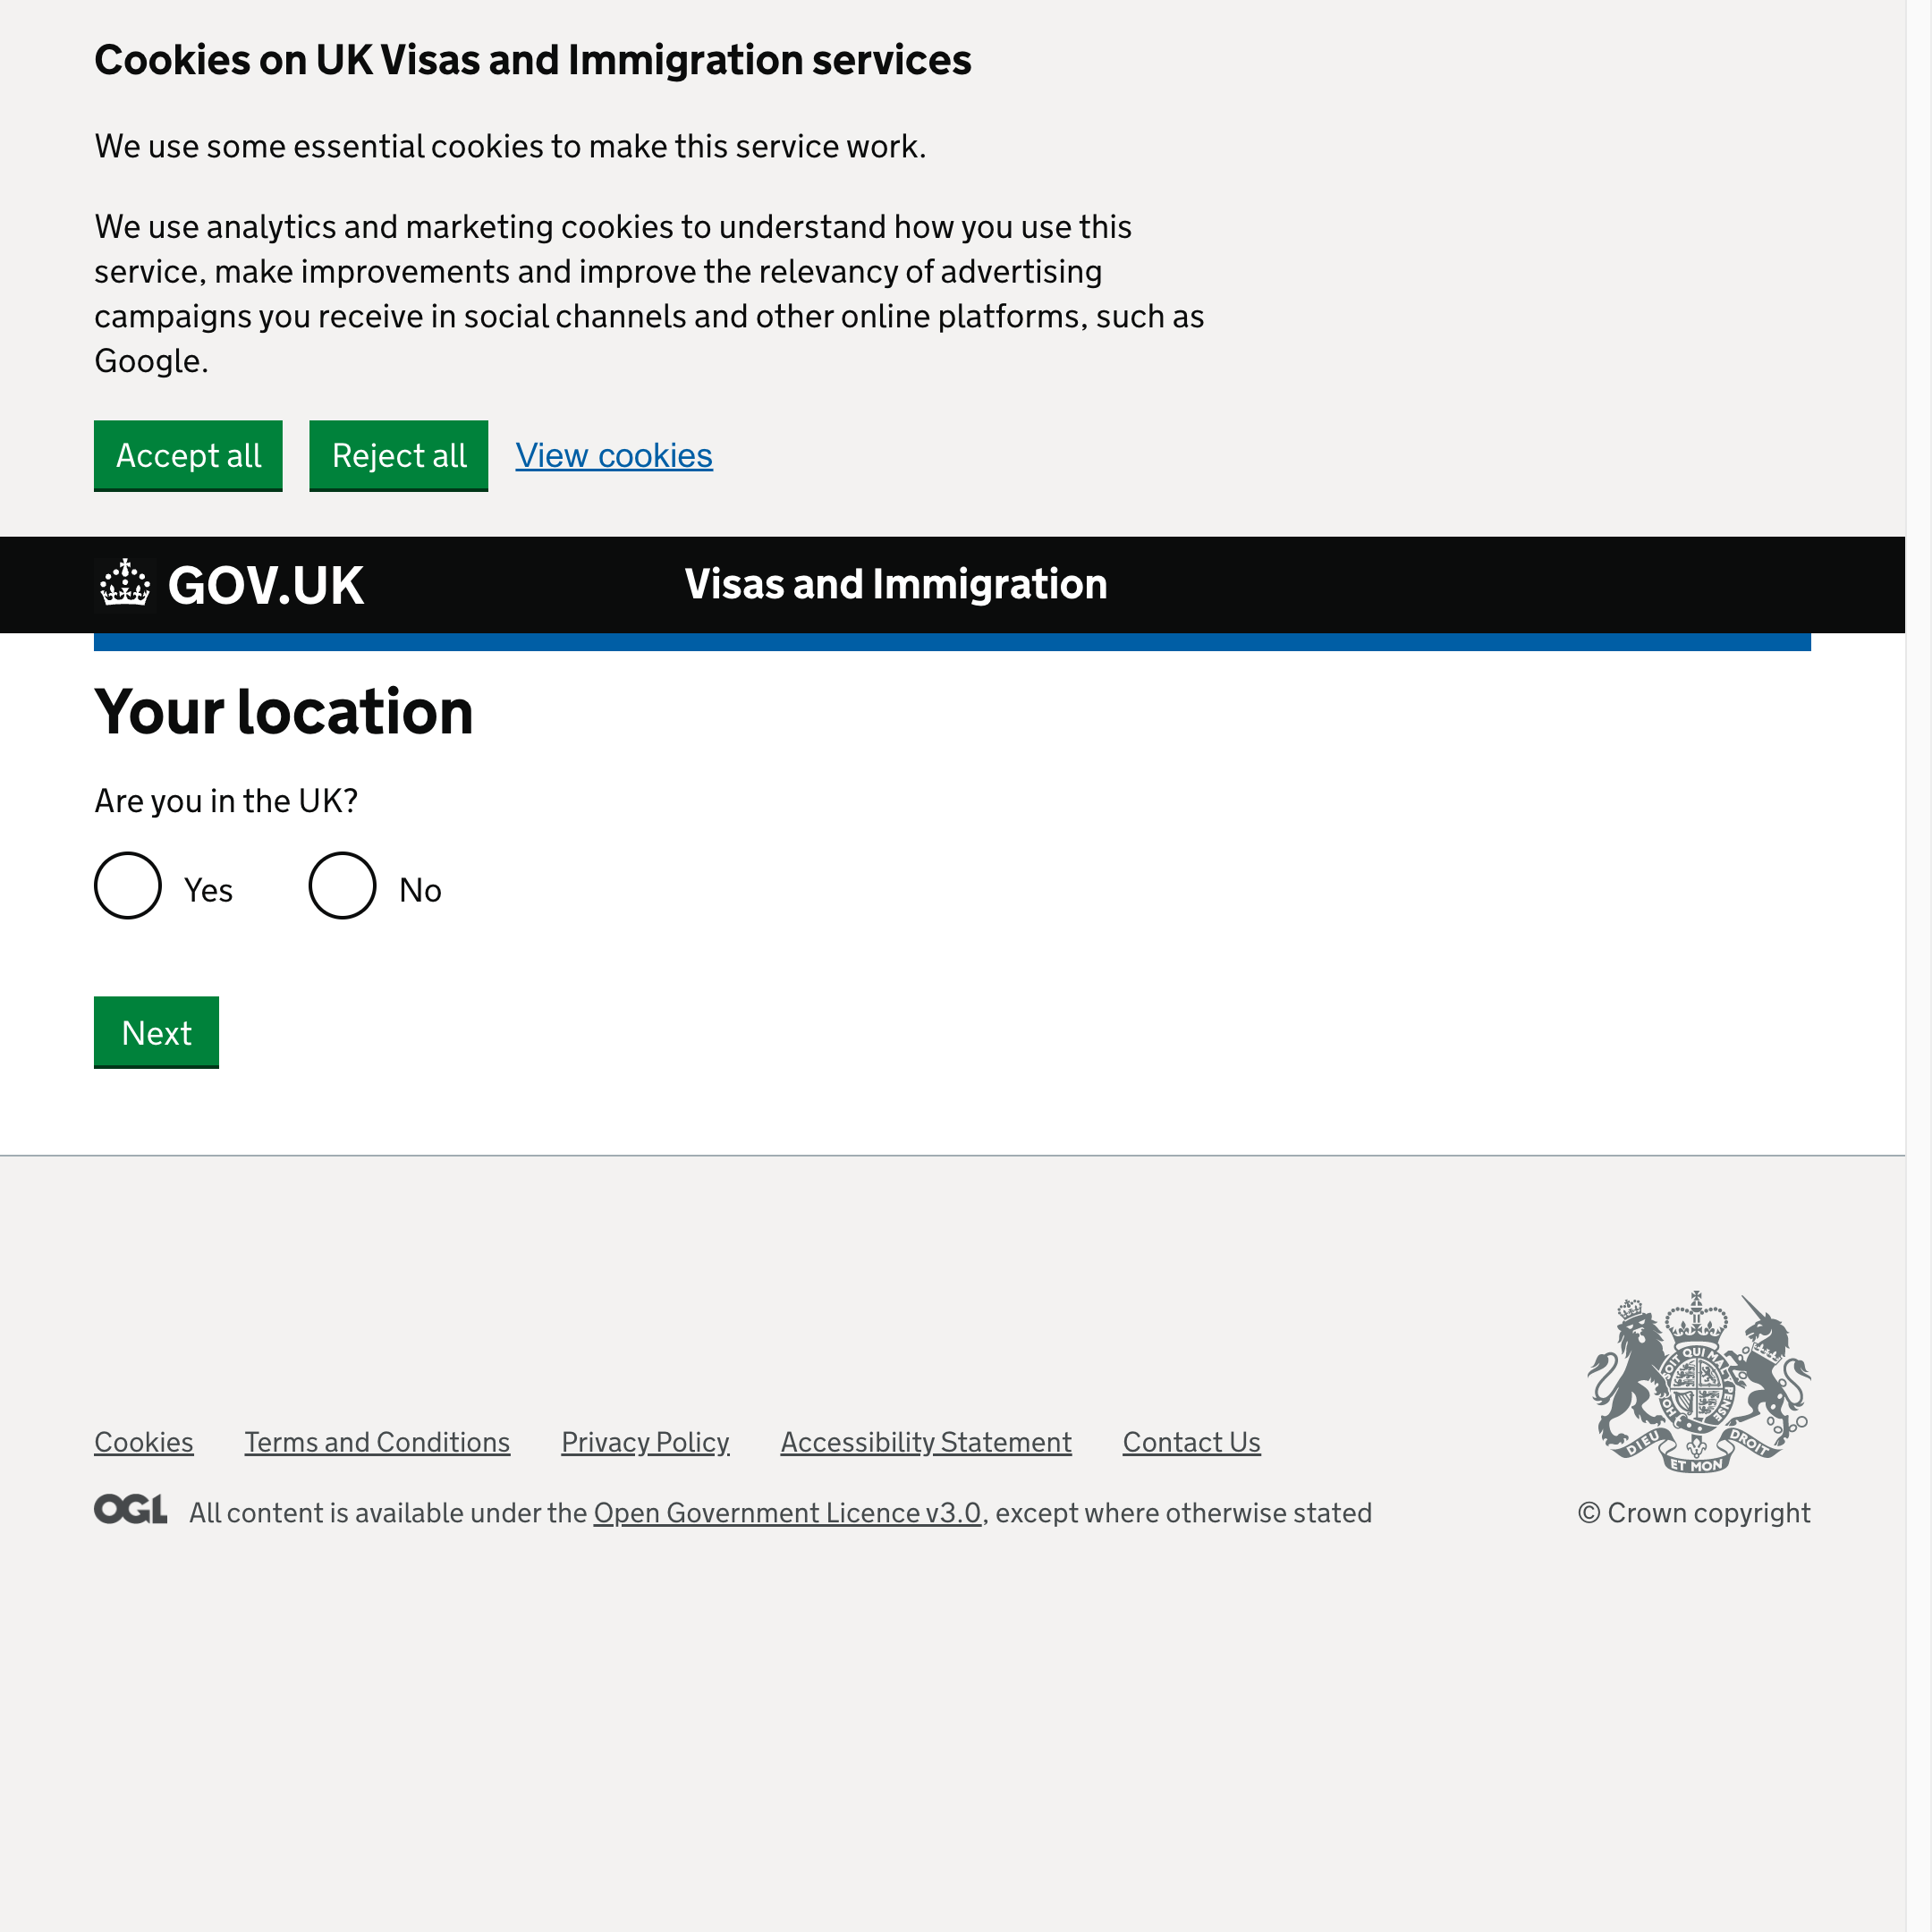 Cookies on UK Visas and Immigration services
We use some essential cookies to make this service work.
We use analytics and marketing cookies to understand how you use this
service, make improvements and improve the relevancy of advertising
campaigns you receive in social channels and other online platforms, such as
Google.
Accept all Reject all View cookies
GOV.UK Visas and Immigration
Your location
Are you in the UK?
Yes No
Next
SOIT QUI MAL
PENSE
HON
DIEU ET MON DROIT
Cookies Terms and Conditions Privacy Policy Accessibility Statement Contact Us
OGL All content is available under the Open Government Licence v3.0, except where otherwise stated
© Crown copyright